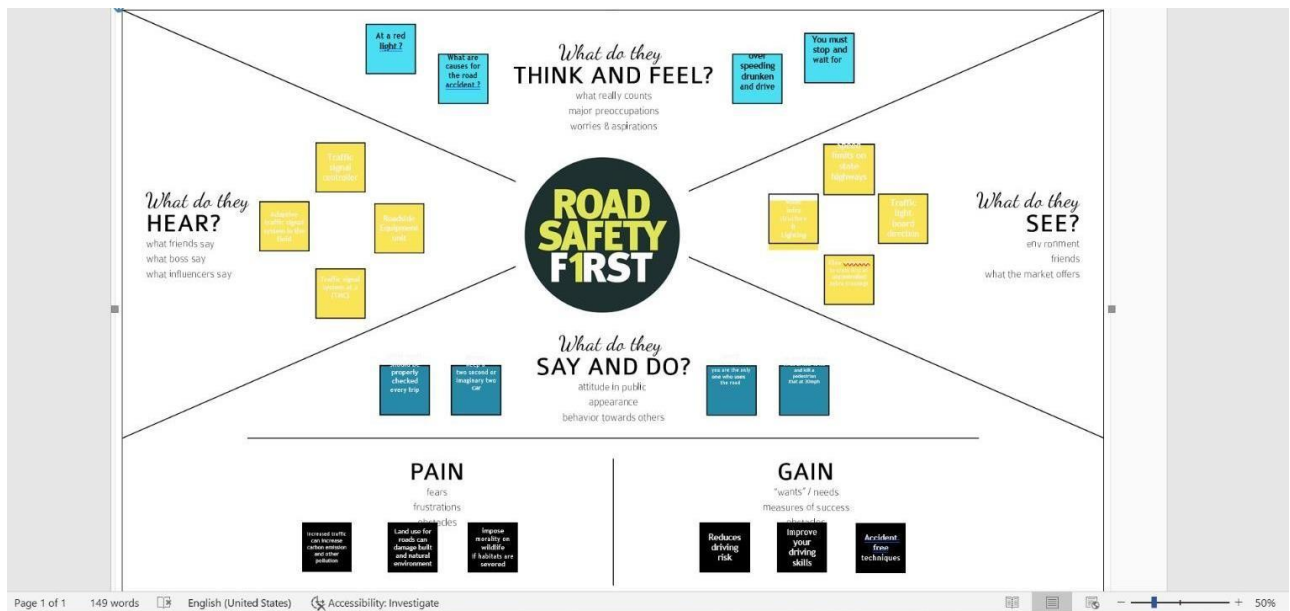 At a red
light ?
What are
causes for
the road
accident ?
What do they
THINK AND FEEL?
what really counts
major preoccupations
worries & aspirations
over
speeding
drunken
and drive
You must
stop and
wait for
What do they
HEAR?
what friends say
what boss say
what influencers say
Traffic
signal
controller
Adaptive
traffic signal
system in the
field
Roadside
Equipment
unit
Traffic signal
system at a
ROAD
SAFETY
F1RST
limits on
state
highways
Lighting
Traffic
light
board
direction
What do they
SEE?
env ronment
friends
what the market offers
What do they
SAY AND DO?
attitude in public
appearance
behavior towards others
should be
properly
checked
every trip
keep a
two second or
imaginary two
car
you are the only
one who uses
the road
and kill a
pedestrian
that at 30mph
PAIN
fears
frustrations
obstacles
Increased traffic
can increase
carbon emission
and other
pollution
Land use for
roads can
damage built
and natural
environment
Impose
morality on
wildlife
if habitats are
severed
GAIN
"wants" / needs
measures of success
obstacles
Reduces
driving
risk
Improve
your
driving
skills
Accident
free
techniques
Page 1 of 1 149 words English (United States) Accessibility: Investigate 50%